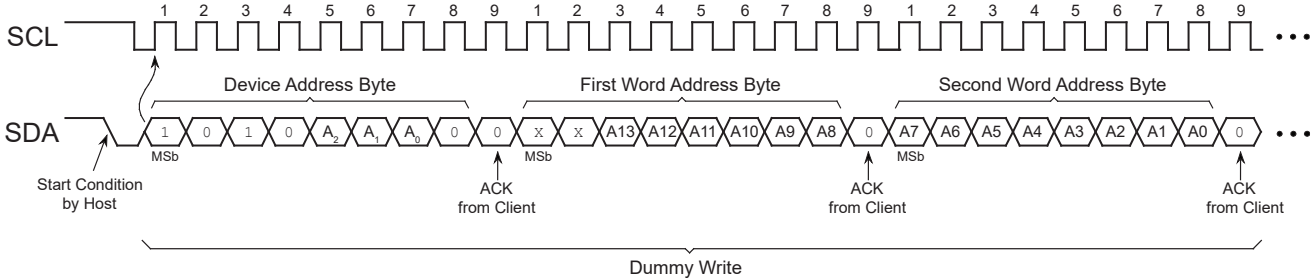 1 2 3 4 5 6 7 8 9 1 2 3 4 5 6 7 8 9 1 2 3 4 5 6 7 8 9
SCL
Device Address Byte First Word Address Byte Second Word Address Byte
SDA 1 0 1 0 A2 A1 A0 0 0 X X A13 A12 A11 A10 A9 A8 0 A7 A6 A5 A4 A3 A2 A1 A0 0
MSb MSb MSb
Start Condition
by Host
ACK
from Client
ACK
from Client
ACK
from Client
Dummy Write